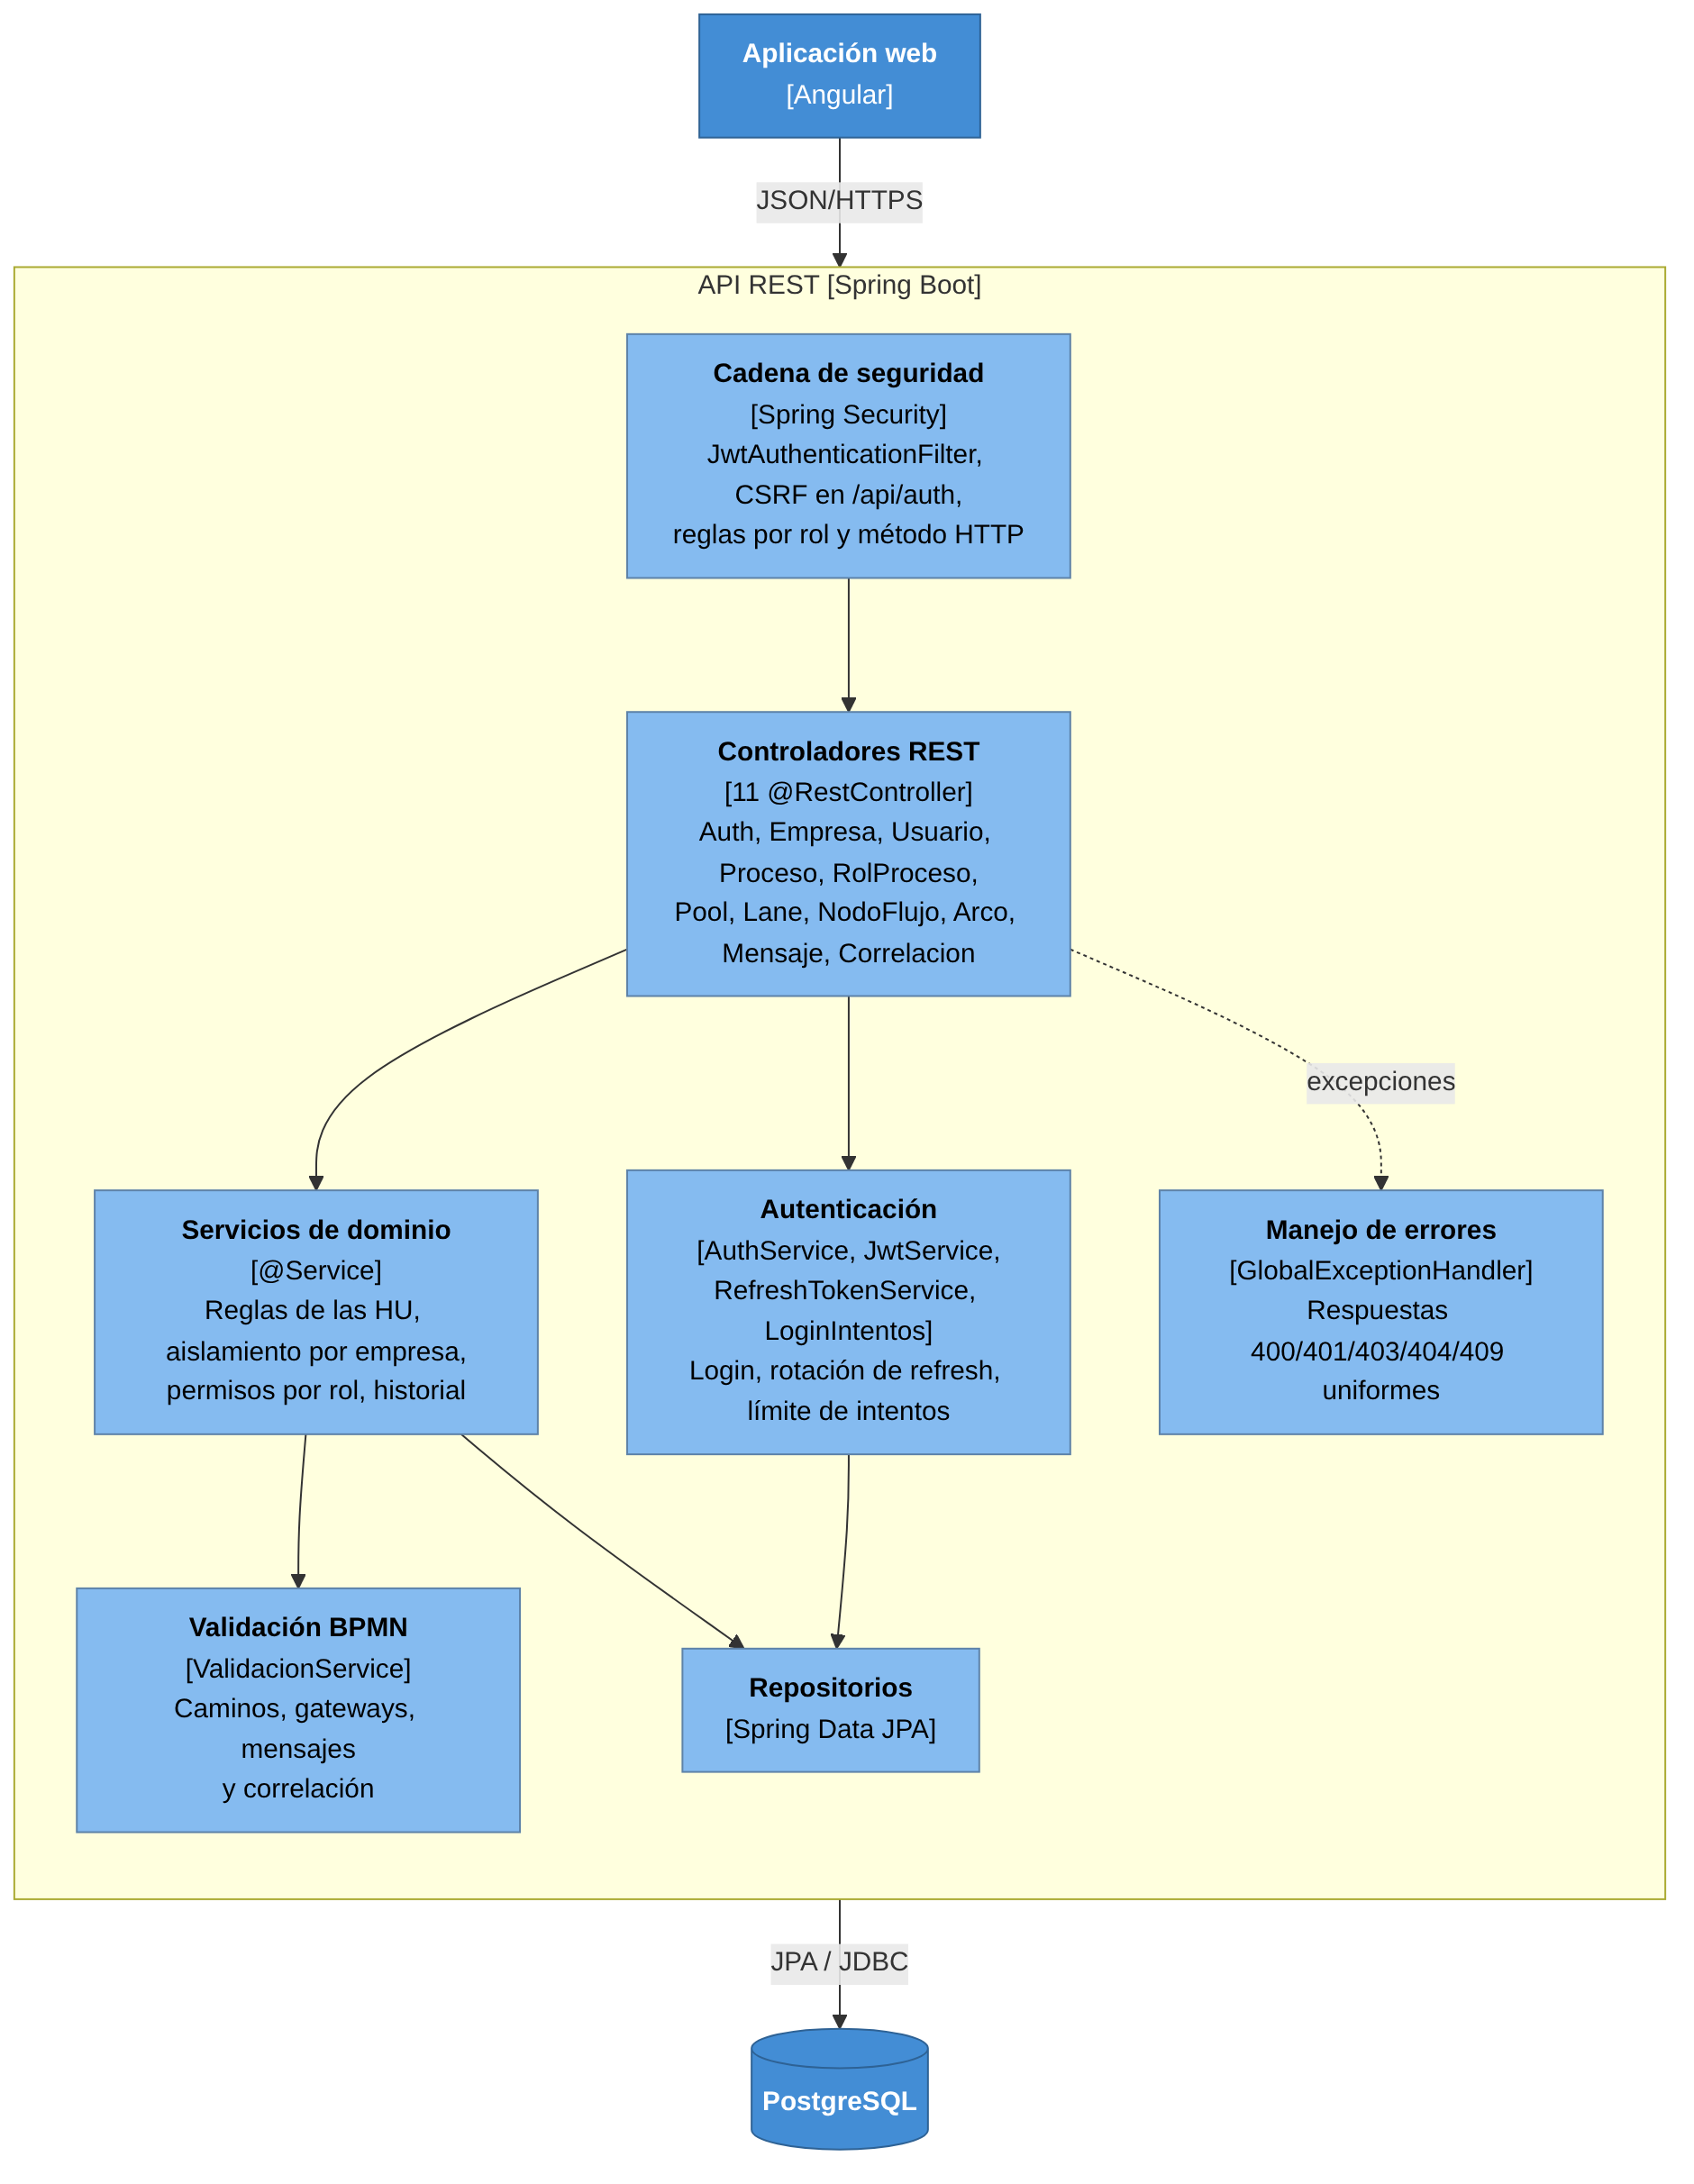 Aplicación web
[Angular]
JSON/HTTPS
API REST [Spring Boot]
Cadena de seguridad
[Spring Security]
JwtAuthenticationFilter,
CSRF en /api/auth,
reglas por rol y método HTTP
Controladores REST
[11 @RestController]
Auth, Empresa, Usuario,
Proceso, RolProceso,
Pool, Lane, NodoFlujo, Arco,
Mensaje, Correlacion
excepciones
Servicios de dominio
[@Service]
Reglas de las HU,
aislamiento por empresa,
permisos por rol, historial
Autenticación
[AuthService, JwtService,
RefreshTokenService,
LoginIntentos]
Login, rotación de refresh,
límite de intentos
Manejo de errores
[GlobalExceptionHandler]
Respuestas
400/401/403/404/409
uniformes
Validación BPMN
[ValidacionService]
Caminos, gateways,
mensajes
y correlación
Repositorios
[Spring Data JPA]
JPA / JDBC
PostgreSQL